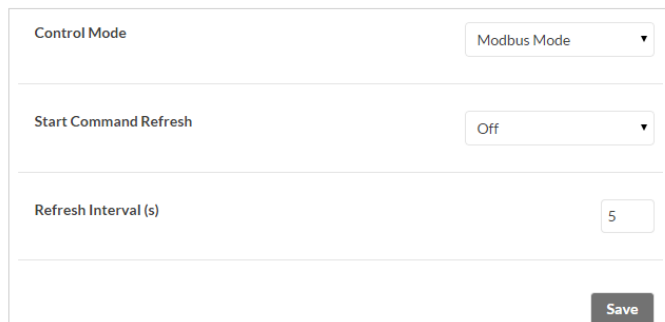 Control Mode
Modbus Mode
Start Command Refresh
Off
Refresh Interval (s)
5
Save